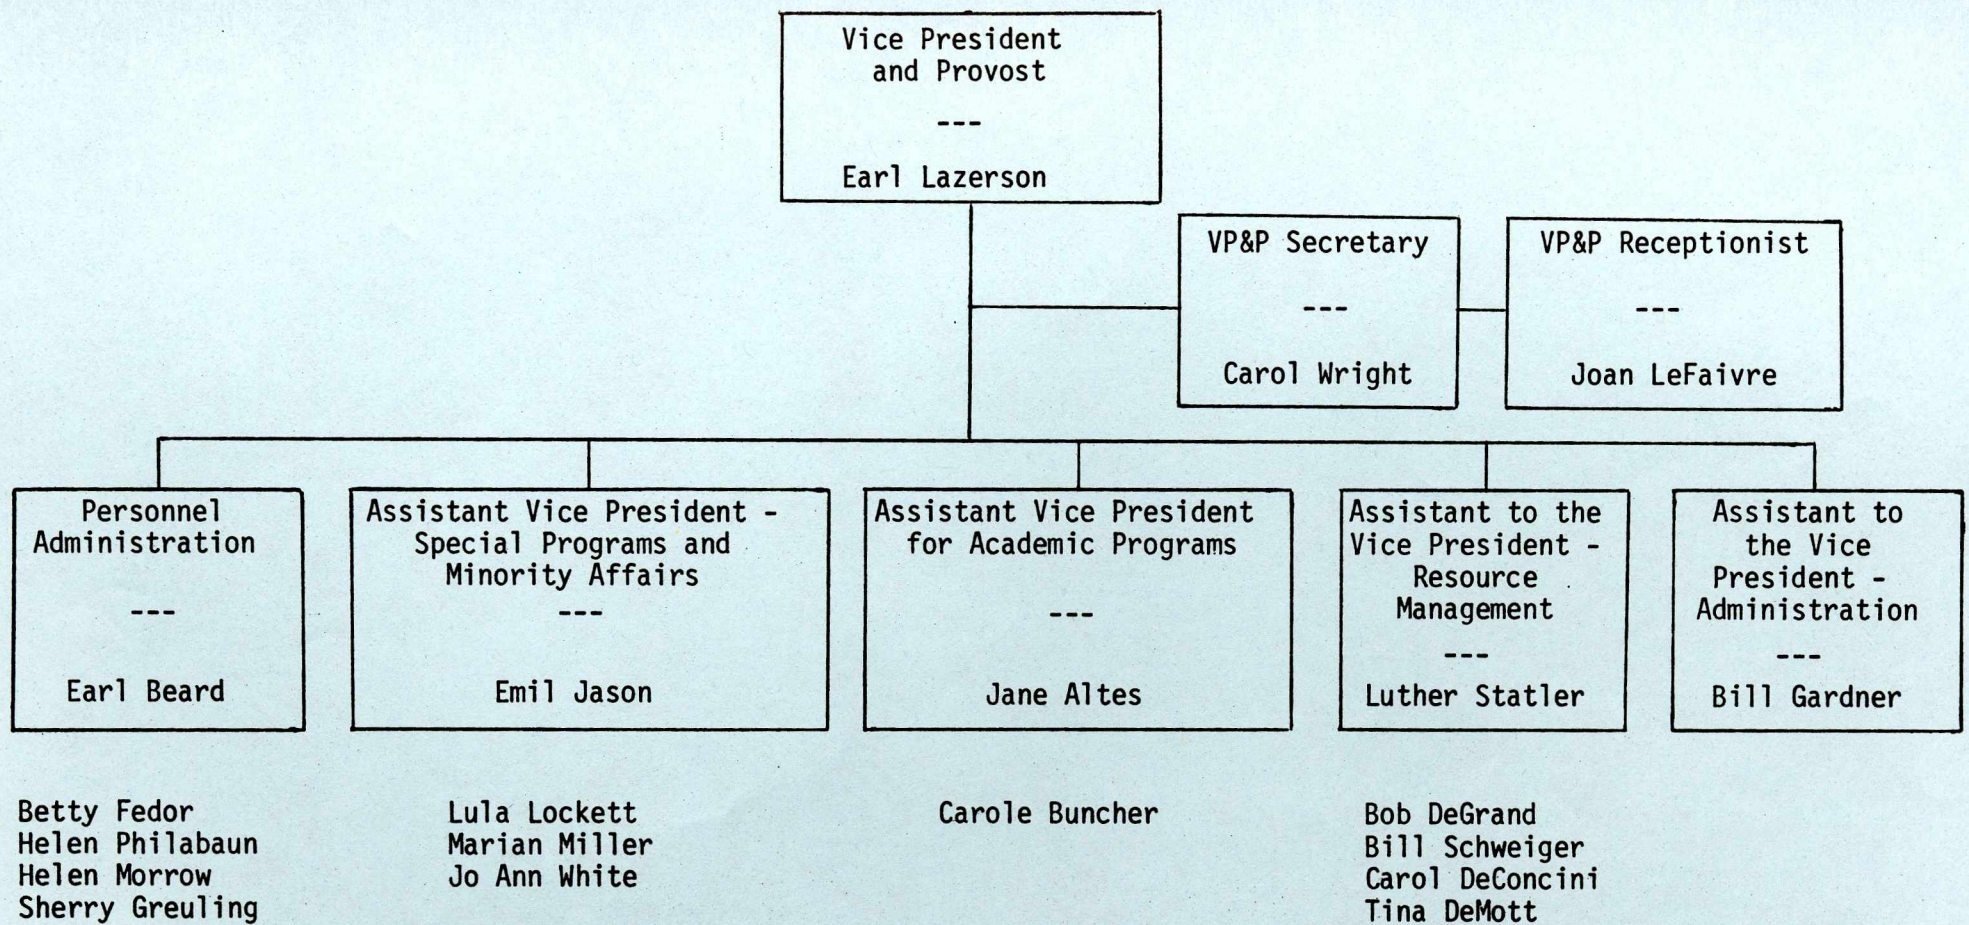 Vice President
and Provost
---
Earl Lazerson
VP&P Secretary
---
Carol Wright
VP&P Receptionist
---
Joan LeFaivre
Personnel
Administration
---
Earl Beard
Assistant Vice President -
Special Programs and
Minority Affairs
---
Emil Jason
Assistant Vice President
for Academic Programs
---
Jane Altes
Assistant to the
Vice President -
Resource
Management
---
Luther Statler
Assistant to
the Vice
President -
Administration
---
Bill Gardner
Betty Fedor
Helen Philabaun
Helen Morrow
Sherry Greuling
Lula Lockett
Marian Miller
Jo Ann White
Carole Buncher
Bob DeGrand
Bill Schweiger
Carol DeConcini
Tina DeMott